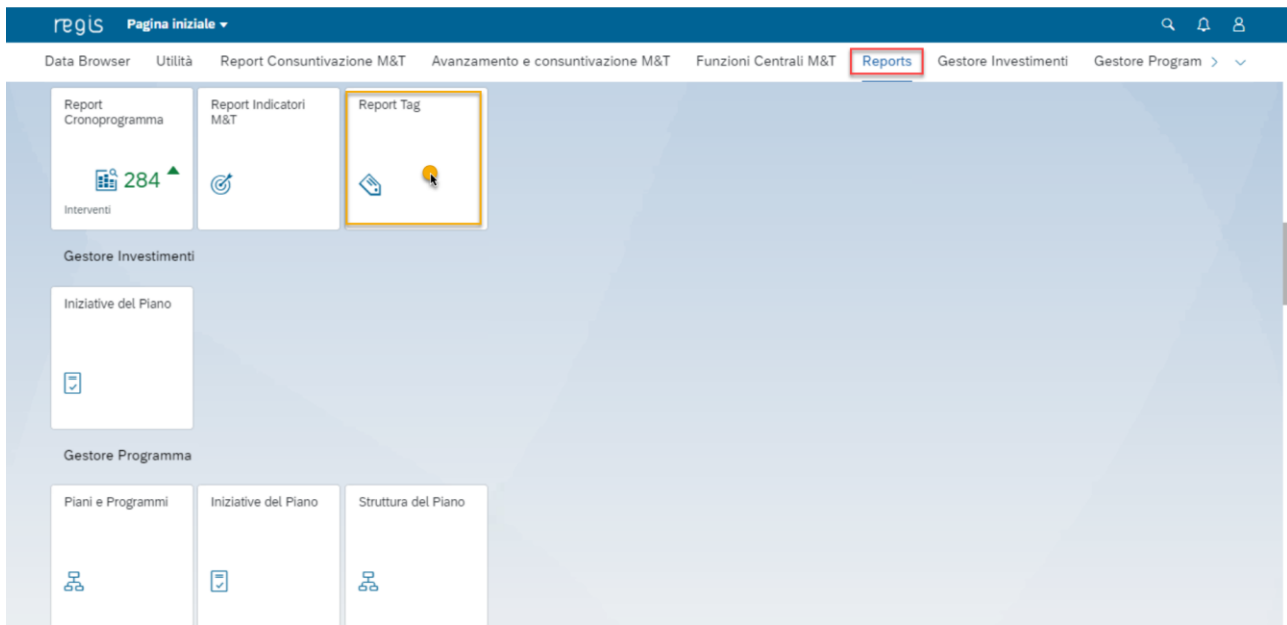 regis Pagina iniziale
Data Browser Utilità Report Consuntivazione M&T Avanzamento e consuntivazione M&T Funzioni Centrali M&T Reports Gestore Investimenti Gestore Program
Report Report Indicatori Report Tag
Cronoprogramma M&T
284
Interventi
Gestore Investimenti
Iniziative del Piano
Gestore Programma
Piani e Programmi Iniziative del Piano Struttura del Piano